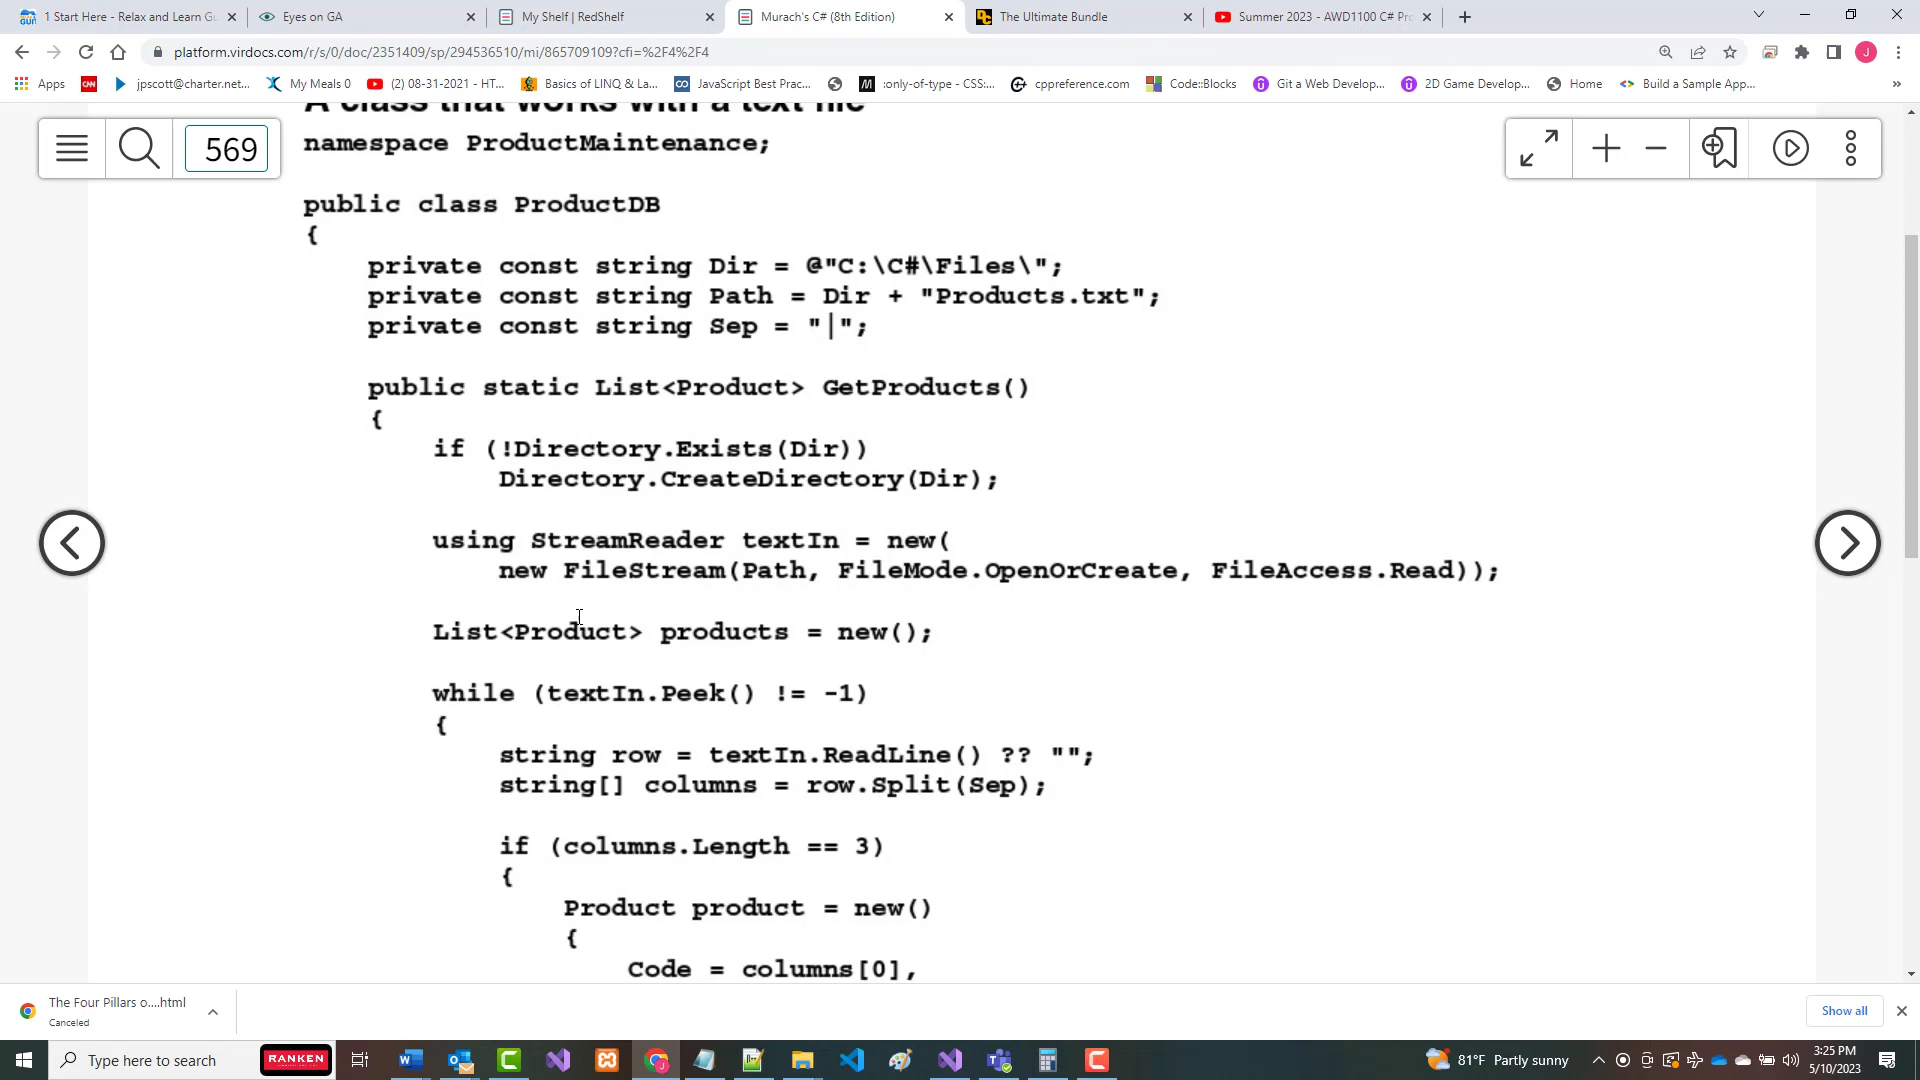 1 Start Here - Relax and Learn Gu
Eyes on GA
My Shelf | RedShelf
Murach's C# (8th Edition)
The Ultimate Bundle
Summer 2023 - AWD1100 C# Pr
platform.virdocs.com/r/s/0/doc/2351409/sp/294536510/mi/865709109?cfi=%2F4%2F4
Apps
CNN
jpscott@charter.net...
My Meals 0
(2) 08-31-2021 - HT...
Basics of LINQ & La...
JavaScript Best Prac...
:only-of-type - CSS:...
cppreference.com
Code::Blocks
Git a Web Develop...
2D Game Develop...
Home
Build a Sample App...
A class that works with a text file
569
namespace ProductMaintenance;
public class ProductDB
{
private const string Dir = @"C:\C#\Files\";
private const string Path = Dir + "Products.txt";
private const string Sep = "|";
public static List<Product> GetProducts()
{
if (!Directory.Exists(Dir))
Directory.CreateDirectory(Dir);
using StreamReader textIn = new(
new FileStream(Path, FileMode.OpenOrCreate, FileAccess.Read));
List<Product> products = new();
while (textIn.Peek() != -1)
{
string row = textIn.ReadLine() ?? "";
string[] columns = row.Split(Sep);
if (columns.Length == 3)
{
Product product = new()
{
Code = columns[0],
The Four Pillars o....html
Canceled
Show all
Type here to search
RANKEN
81°F Partly sunny
3:25 PM
5/10/2023